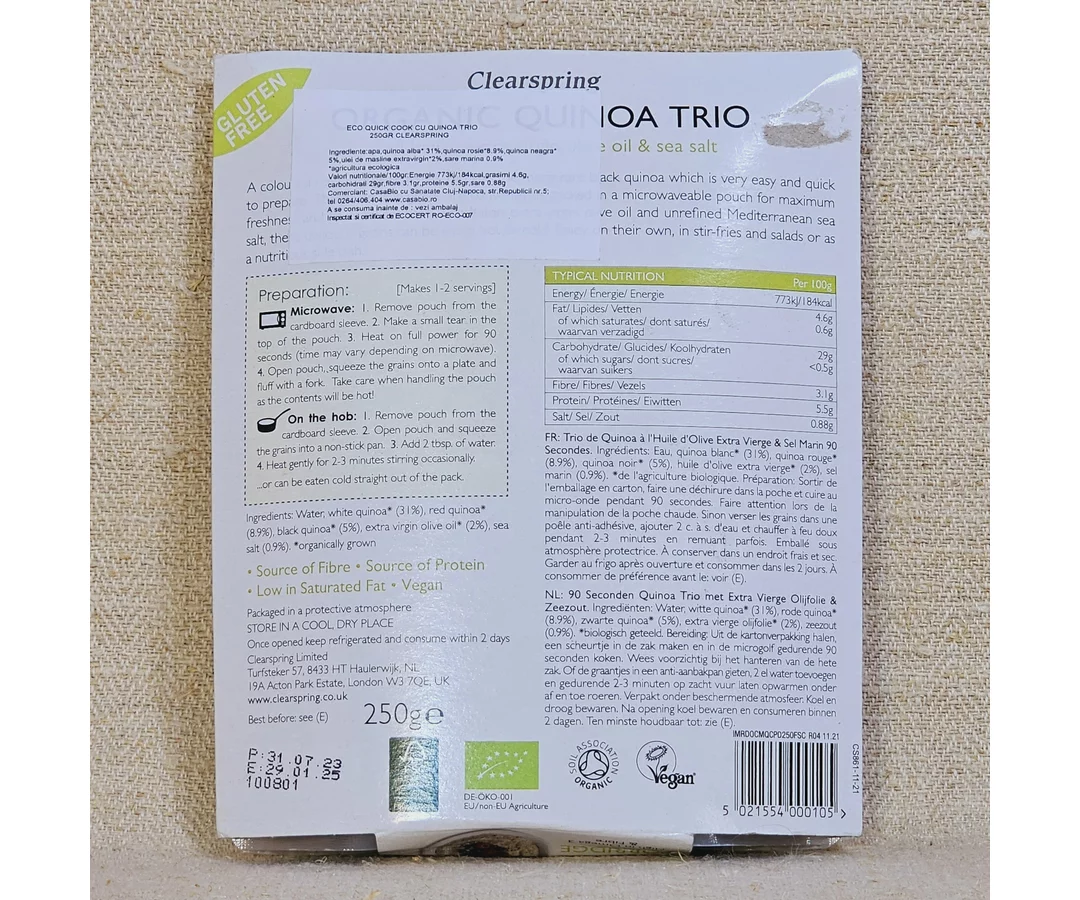 Clearspring
GLUTEN
FREE
ORGANIC QUINOA TRIO
oil & sea salt
ECO QUICK COOK CU QUINOA TRIO
250GR CLEARSPRING
Ingrediente:apa,quinoa alba* 31%,quinoa rosie*8.9%,quinoa neagra*
5%,ulei de masline extravirgin*2%,sare marina 0.9%
*agricultura ecologica
Valori nutritionale/100gr:Energie 773kj/184kcal,grasimi 4.6g,
carbohidrati 29gr,fibre 3.1gr,proteine 5.5gr,sare 0.88g
Comerciant: CasaBio cu Sanatate Cluj-Napoca, str.Republicii nr.5;
tel 0264/406.404 www.casabio.ro
A se consuma inainte de : vezi ambalaj
Inspectat si certificat de ECOCERT RO-ECO-007
A colou
ack quinoa which is very easy and quick
to prepa
n a microwaveable pouch for maximum
freshne
ve oil and unrefined Mediterranean sea
salt, the
n their own, in stir-fries and salads or as
a nutriti
Preparation: [Makes 1-2 servings]
Microwave: 1. Remove pouch from the
cardboard sleeve. 2. Make a small tear in the
top of the pouch. 3. Heat on full power for 90
seconds (time may vary depending on microwave).
4. Open pouch, squeeze the grains onto a plate and
fluff with a fork. Take care when handling the pouch
as the contents will be hot!
On the hob: 1. Remove pouch from the
cardboard sleeve. 2. Open pouch and squeeze
the grains into a non-stick pan. 3. Add 2 tbsp. of water.
4. Heat gently for 2-3 minutes stirring occasionally.
...or can be eaten cold straight out of the pack.
Ingredients: Water, white quinoa* (31%), red quinoa*
(8.9%), black quinoa* (5%), extra virgin olive oil* (2%), sea
salt (0.9%). *organically grown
• Source of Fibre • Source of Protein
• Low in Saturated Fat • Vegan
Packaged in a protective atmosphere
STORE IN A COOL, DRY PLACE
Once opened keep refrigerated and consume within 2 days
Clearspring Limited
Turfsteker 57, 8433 HT Haulerwijk, NL
19A Acton Park Estate, London W3 7QE, UK
www.clearspring.co.uk
Best before: see (E) 250g e
P:31.07.23
E:29.01.25
100801
TYPICAL NUTRITION Per 100g
Energy/ Énergie/ Energie 773kJ/184kcal
Fat/ Lipides/ Vetten 4.6g
of which saturates/ dont saturés/ 0.6g
waarvan verzadigd
Carbohydrate/ Glucides/ Koolhydraten 29g
of which sugars/ dont sucres/ <0.5g
waarvan suikers
Fibre/ Fibres/ Vezels 3.1g
Protein/ Protéines/ Eiwitten 5.5g
Salt/ Sel/ Zout 0.88g
FR: Trio de Quinoa à l'Huile d'Olive Extra Vierge & Sel Marin 90
Secondes. Ingrédients: Eau, quinoa blanc* (31%), quinoa rouge*
(8.9%), quinoa noir* (5%), huile d'olive extra vierge* (2%), sel
marin (0.9%). *de l'agriculture biologique. Préparation: Sortir de
l'emballage en carton, faire une déchirure dans la poche et cuire au
micro-onde pendant 90 secondes. Faire attention lors de la
manipulation de la poche chaude. Sinon verser les grains dans une
poêle anti-adhésive, ajouter 2 c. à s. d'eau et chauffer à feu doux
pendant 2-3 minutes en remuant parfois. Emballé sous
atmosphère protectrice. À conserver dans un endroit frais et sec.
Garder au frigo après ouverture et consommer dans les 2 jours. À
consommer de préférence avant le: voir (E).
NL: 90 Seconden Quinoa Trio met Extra Vierge Olijfolie &
Zeezout. Ingrediënten: Water, witte quinoa* (31%), rode quinoa*
(8.9%), zwarte quinoa* (5%), extra vierge olijfolie* (2%), zeezout
(0.9%). *biologisch geteeld. Bereiding: Uit de kartonverpakking halen,
een scheurtje in de zak maken en in de microgolf gedurende 90
seconden koken. Wees voorzichtig bij het hanteren van de hete
zak. Of de graantjes in een anti-aanbakpan gieten, 2 el water toevoegen
en gedurende 2-3 minuten op zacht vuur laten opwarmen onder
af en toe roeren. Verpakt onder beschermende atmosfeer. Koel en
droog bewaren. Na opening koel bewaren en consumeren binnen
2 dagen. Ten minste houdbaar tot: zie (E).
DE-ÖKO-001
EU/non-EU Agriculture
SOIL ASSOCIATION
ORGANIC
Vegan
IMRDOCMQCPD250FSC R04 11.21
CS861-11-21
5 021554 000105 >